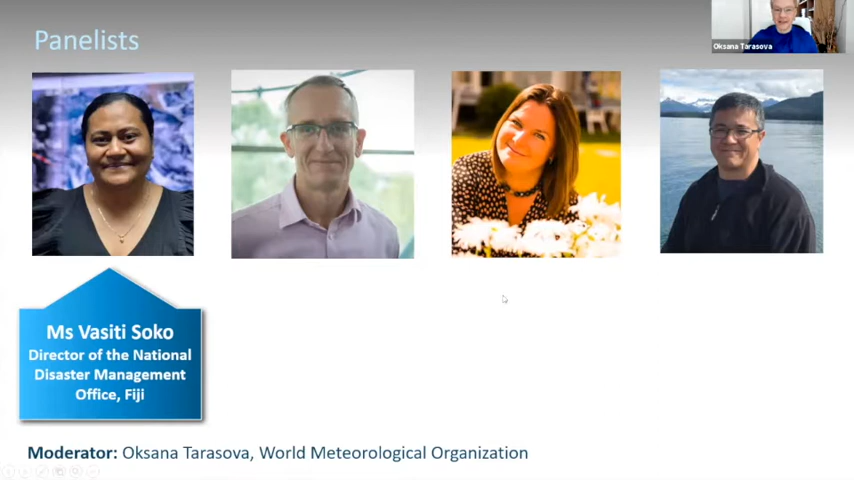 Panelists
Oksana Tarasova
Ms Vasiti Soko
Director of the National
Disaster Management
Office, Fiji
Moderator: Oksana Tarasova, World Meteorological Organization